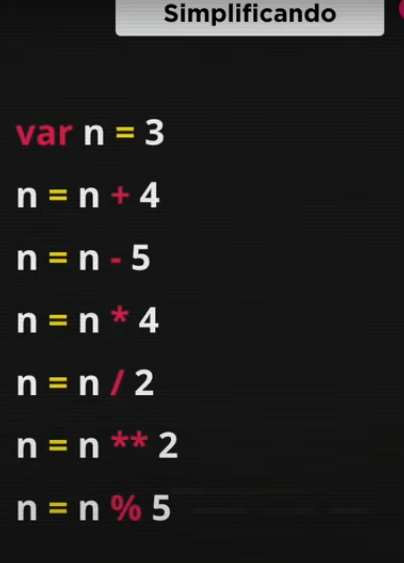 Simplificando
var n = 3
n = n + 4
n = n - 5
n = n * 4
n = n / 2
n = n ** 2
n = n % 5